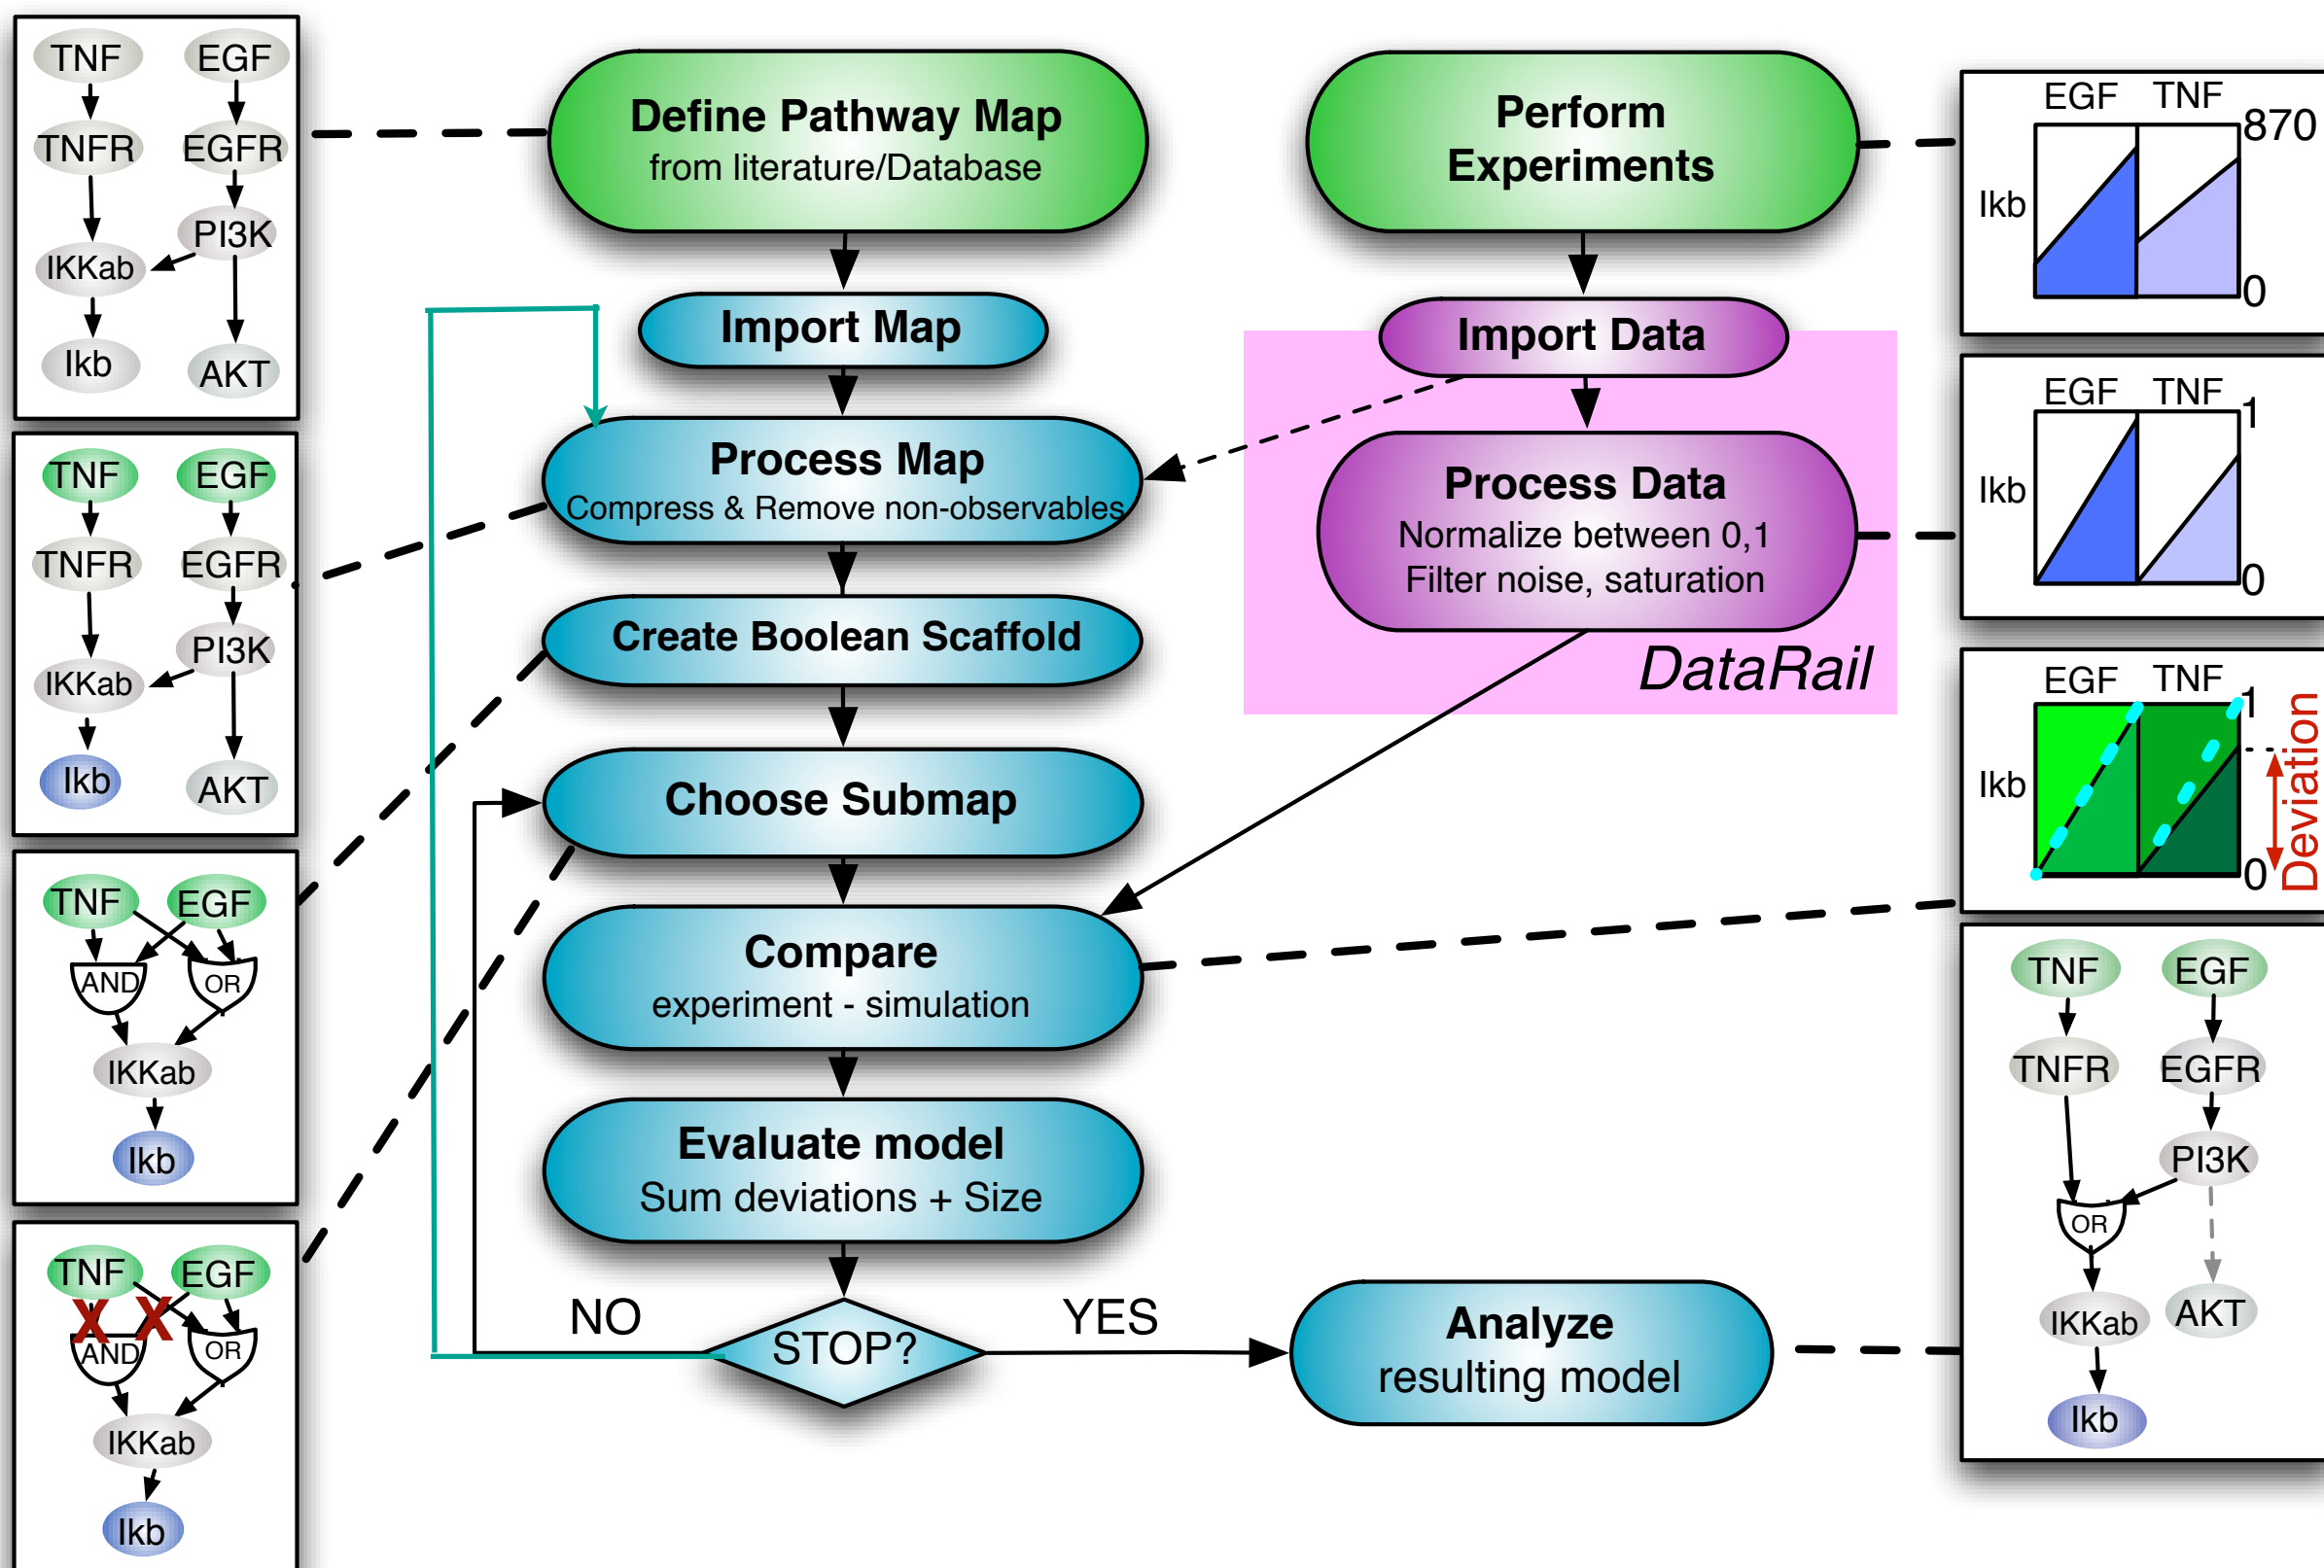 TNF EGF
TNFR EGFR
PI3K
IKKab
Ikb
AKT
TNF EGF
TNFR EGFR
PI3K
IKKab
Ikb
AKT
TNF EGF
AND OR
IKKab
Ikb
TNF EGF
X X
AND OR
IKKab
Ikb
Define Pathway Map
from literature/Database
Import Map
Process Map
Compress & Remove non-observables
Create Boolean Scaffold
Choose Submap
Compare
experiment - simulation
Evaluate model
Sum deviations + Size
NO
STOP?
YES
Perform
Experiments
Import Data
Process Data
Normalize between 0,1
Filter noise, saturation
DataRail
Analyze
resulting model
EGF TNF
870
Ikb
0
EGF TNF
1
Ikb
0
EGF TNF
1
Ikb
0
Deviation
TNF EGF
TNFR EGFR
PI3K
OR
IKKab AKT
Ikb